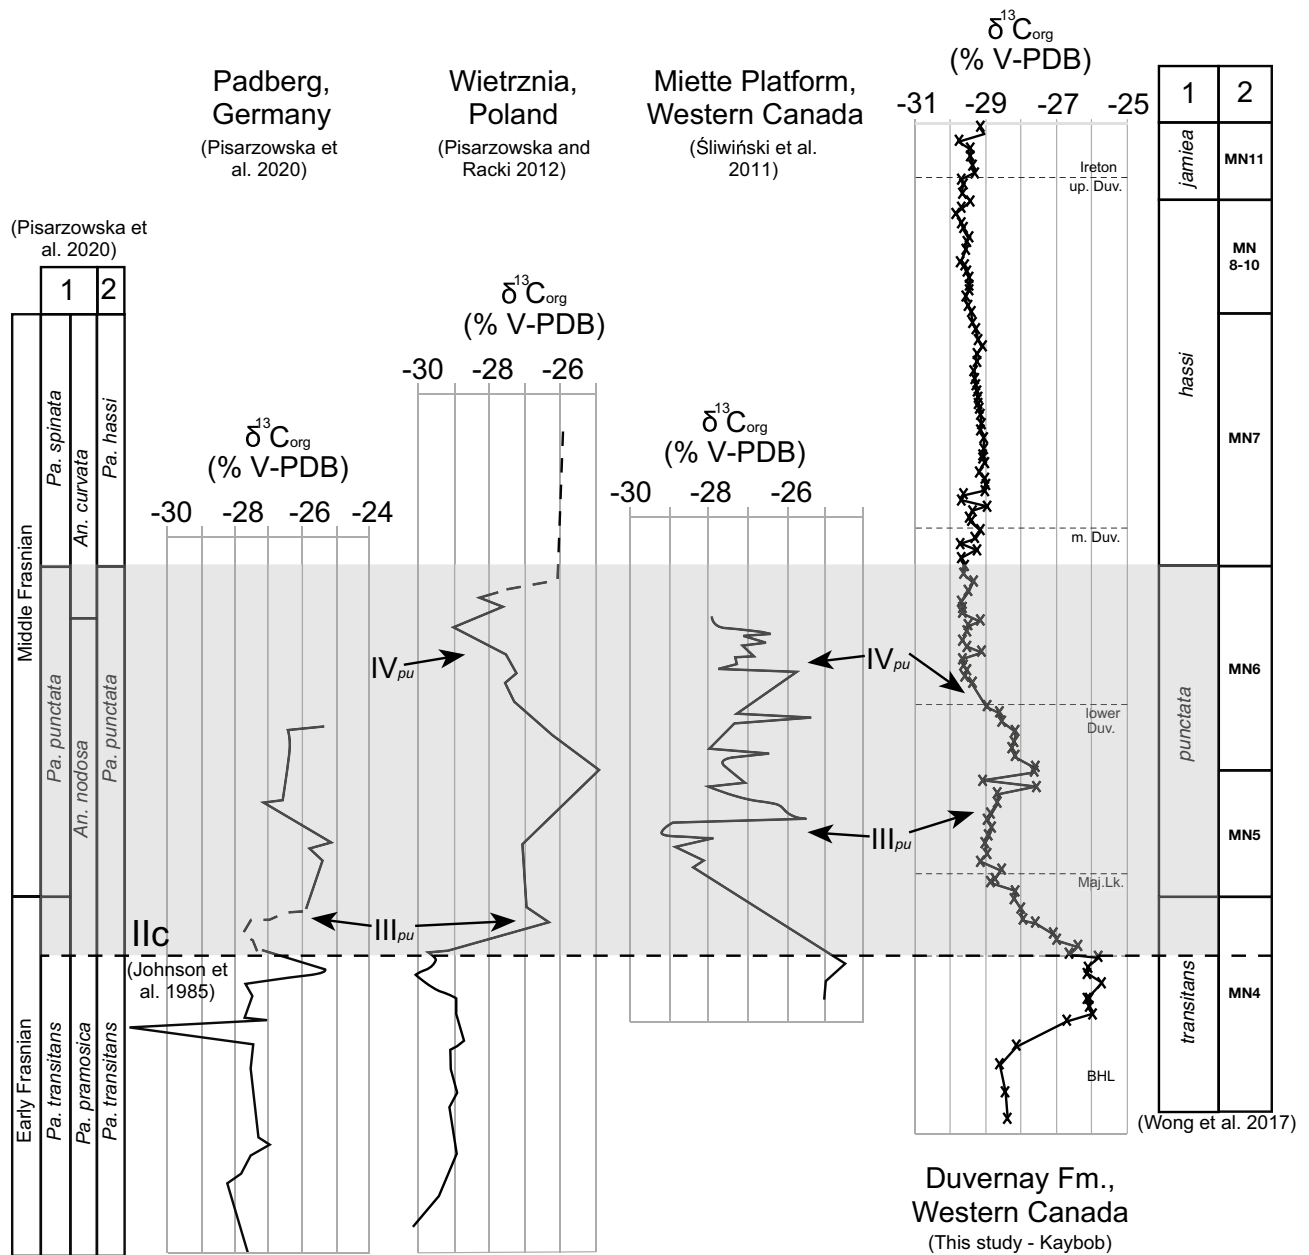 δ13Corg
(% V-PDB)
-31 -29 -27 -25
1 2
Padberg,
Germany
(Pisarzowska et
al. 2020)
Wietrznia,
Poland
(Pisarzowska and
Racki 2012)
Miette Platform,
Western Canada
(Śliwiński et al.
2011)
(Pisarzowska et
al. 2020)
1 2
Middle Frasnian
Early Frasnian
Pa. spinata
Pa. punctata
Pa. transitans
An. curvata
An. nodosa
Pa. pramosica
Pa. hassi
Pa. punctata
Pa. transitans
δ13Corg
(% V-PDB)
-30 -28 -26 -24
δ13Corg
(% V-PDB)
-30 -28 -26
δ13Corg
(% V-PDB)
-30 -28 -26
IIc
(Johnson et
al. 1985)
IVpu
IIIpu
IVpu
IIIpu
Ireton
up. Duv.
m. Duv.
lower
Duv.
Maj.Lk.
BHL
jamiea
hassi
punctata
transitans
MN11
MN
8-10
MN7
MN6
MN5
MN4
(Wong et al. 2017)
Duvernay Fm.,
Western Canada
(This study - Kaybob)